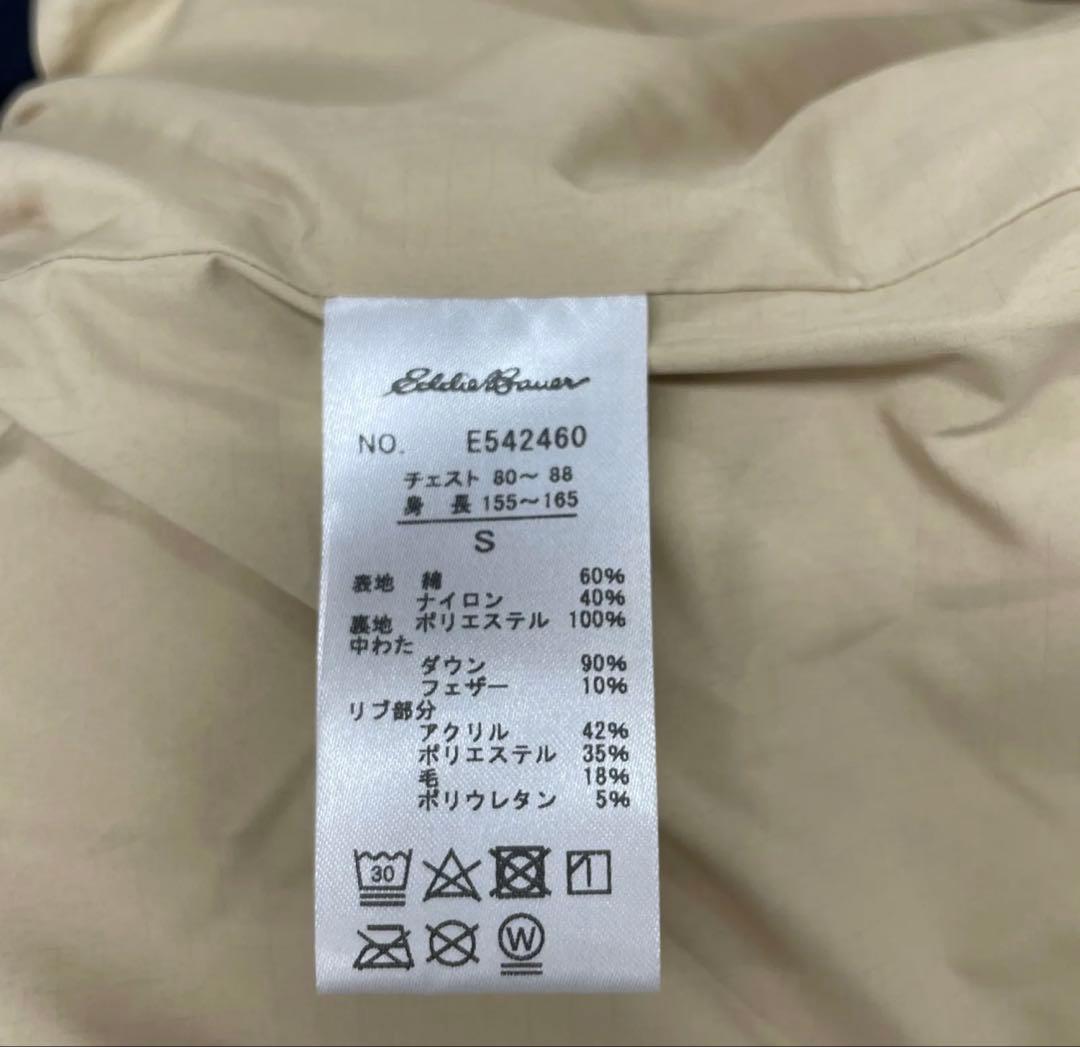 Eddie Bauer
NO. E542460
チェスト 80～ 88
身 長 155～165
S
表地 綿 60%
ナイロン 40%
裏地 ポリエステル 100%
中わた
ダウン 90%
フェザー 10%
リブ部分
アクリル 42%
ポリエステル 35%
毛 18%
ポリウレタン 5%
30
W